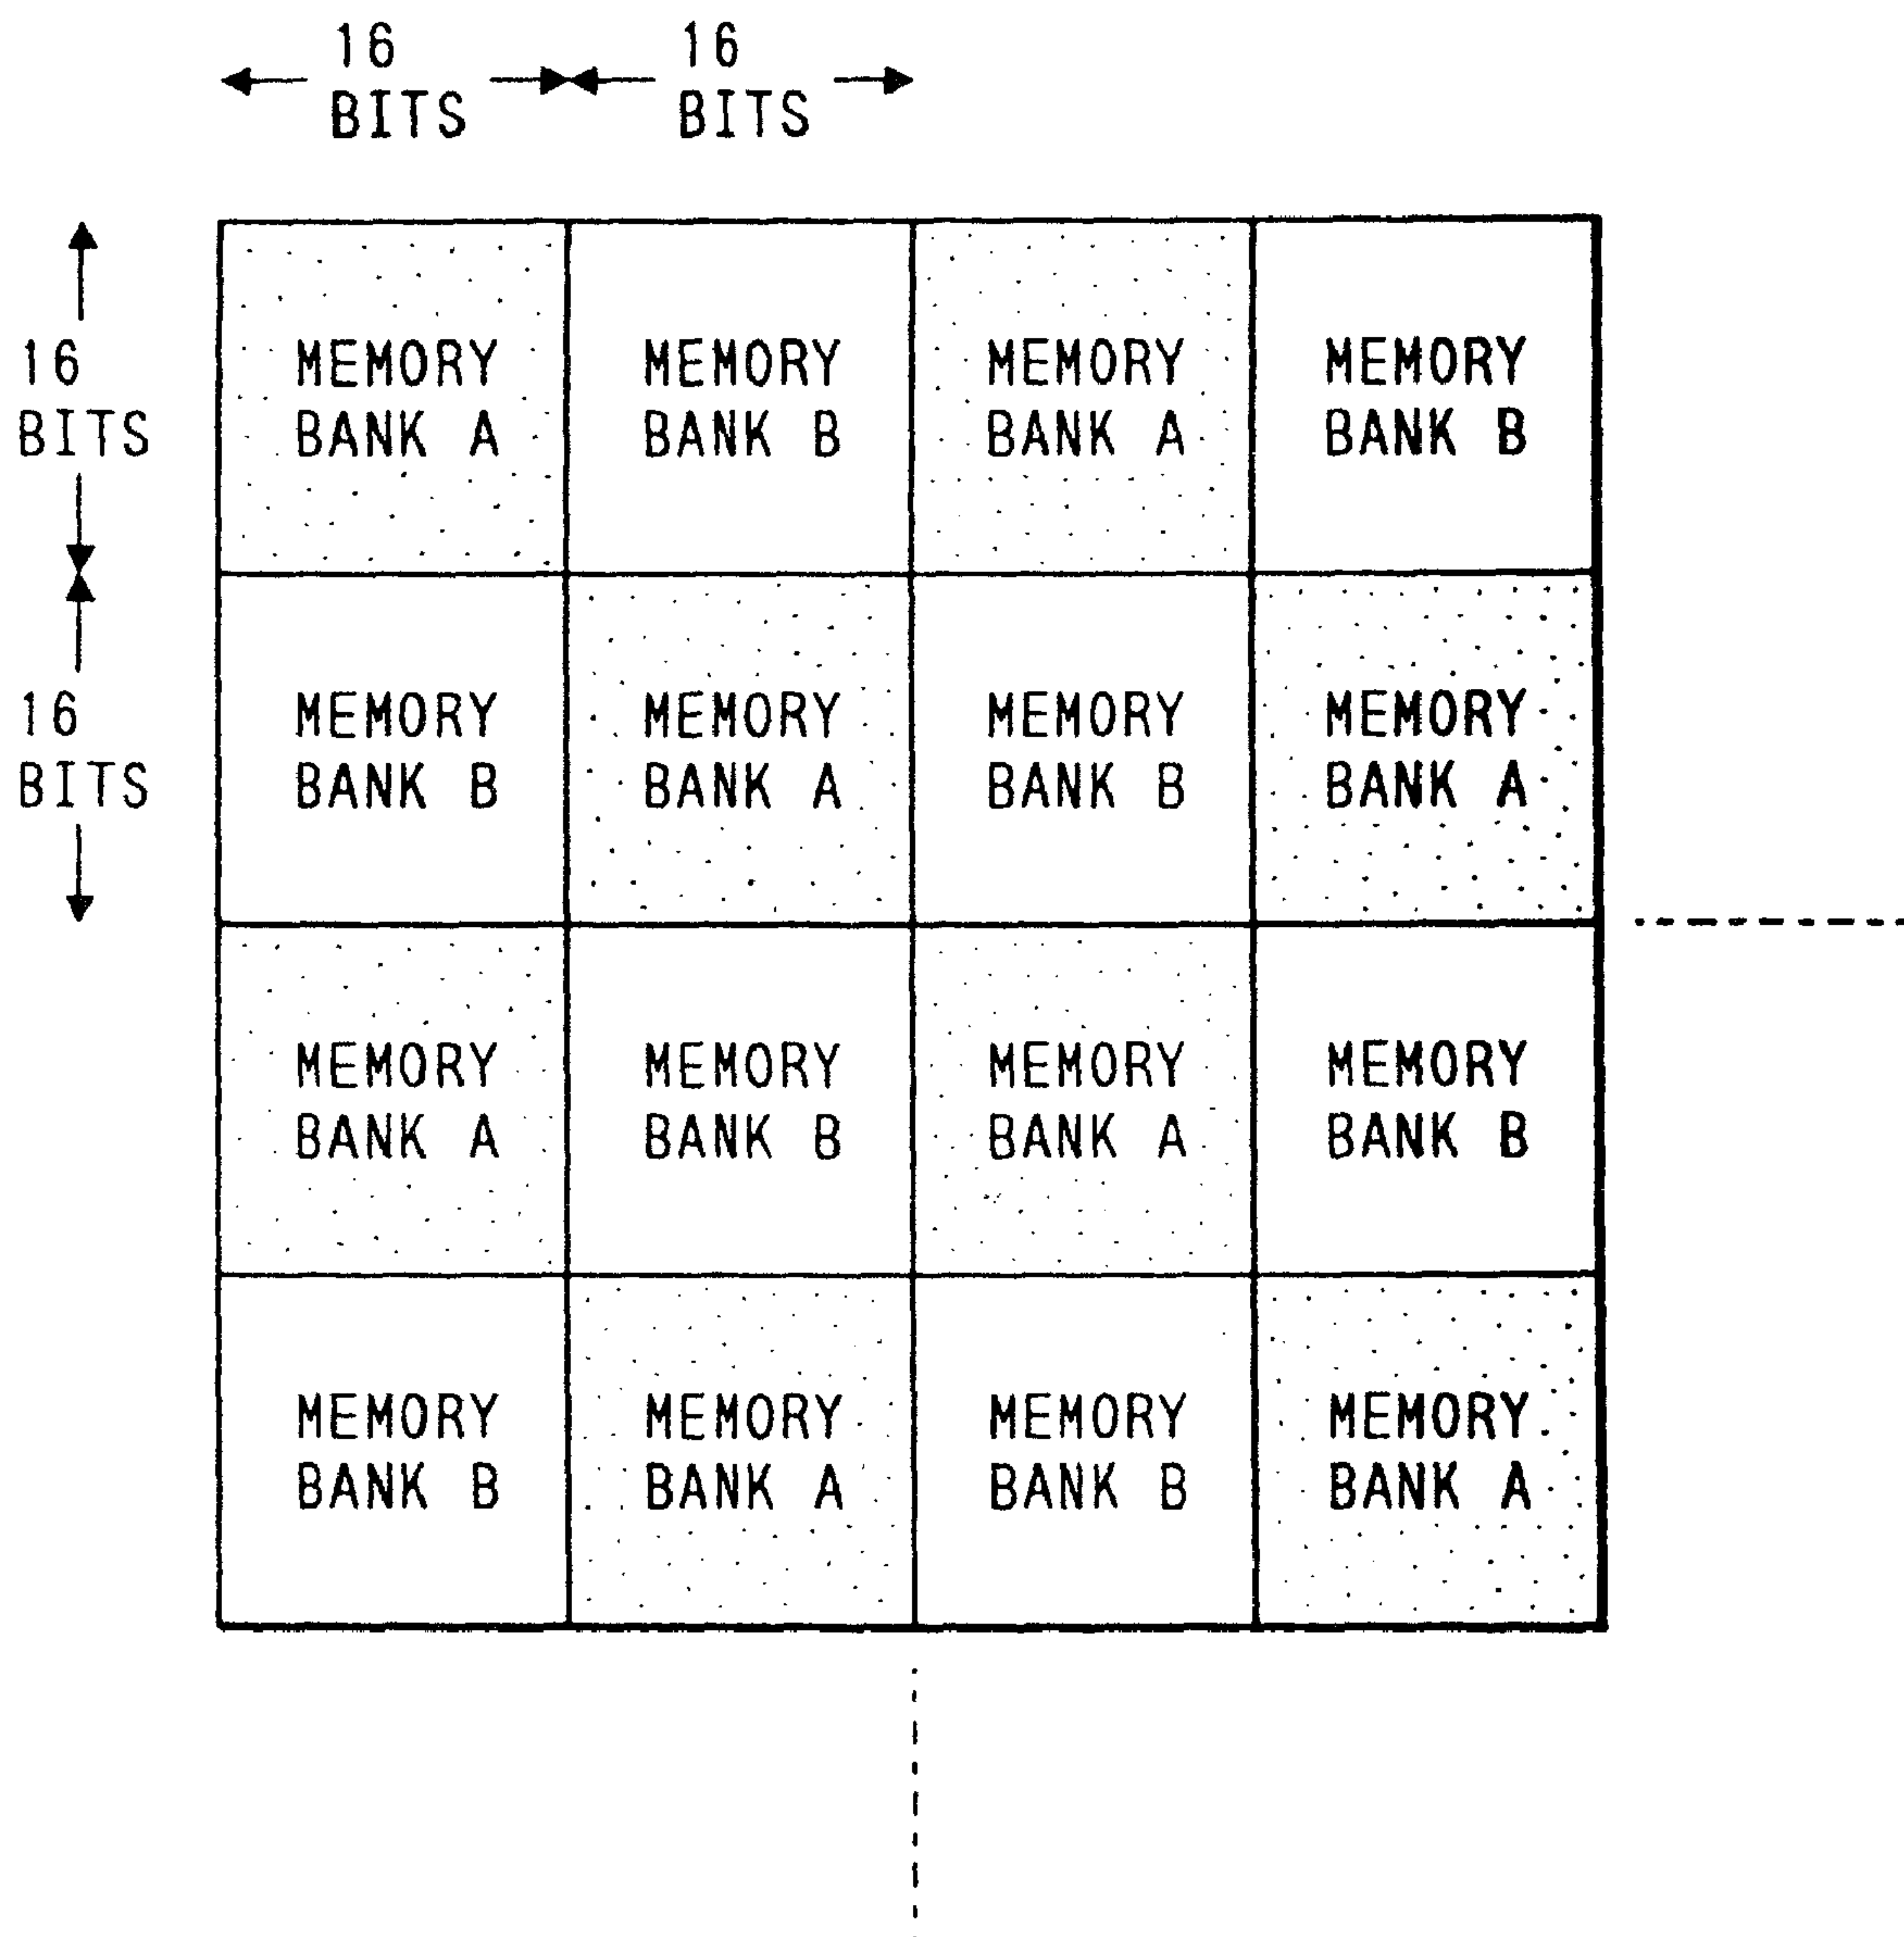 16 16
BITS BITS
16
BITS
MEMORY MEMORY MEMORY MEMORY
BANK A BANK B BANK A BANK B
16
BITS
MEMORY MEMORY MEMORY MEMORY
BANK B BANK A BANK B BANK A
MEMORY MEMORY MEMORY MEMORY
BANK A BANK B BANK A BANK B
MEMORY MEMORY MEMORY MEMORY
BANK B BANK A BANK B BANK A